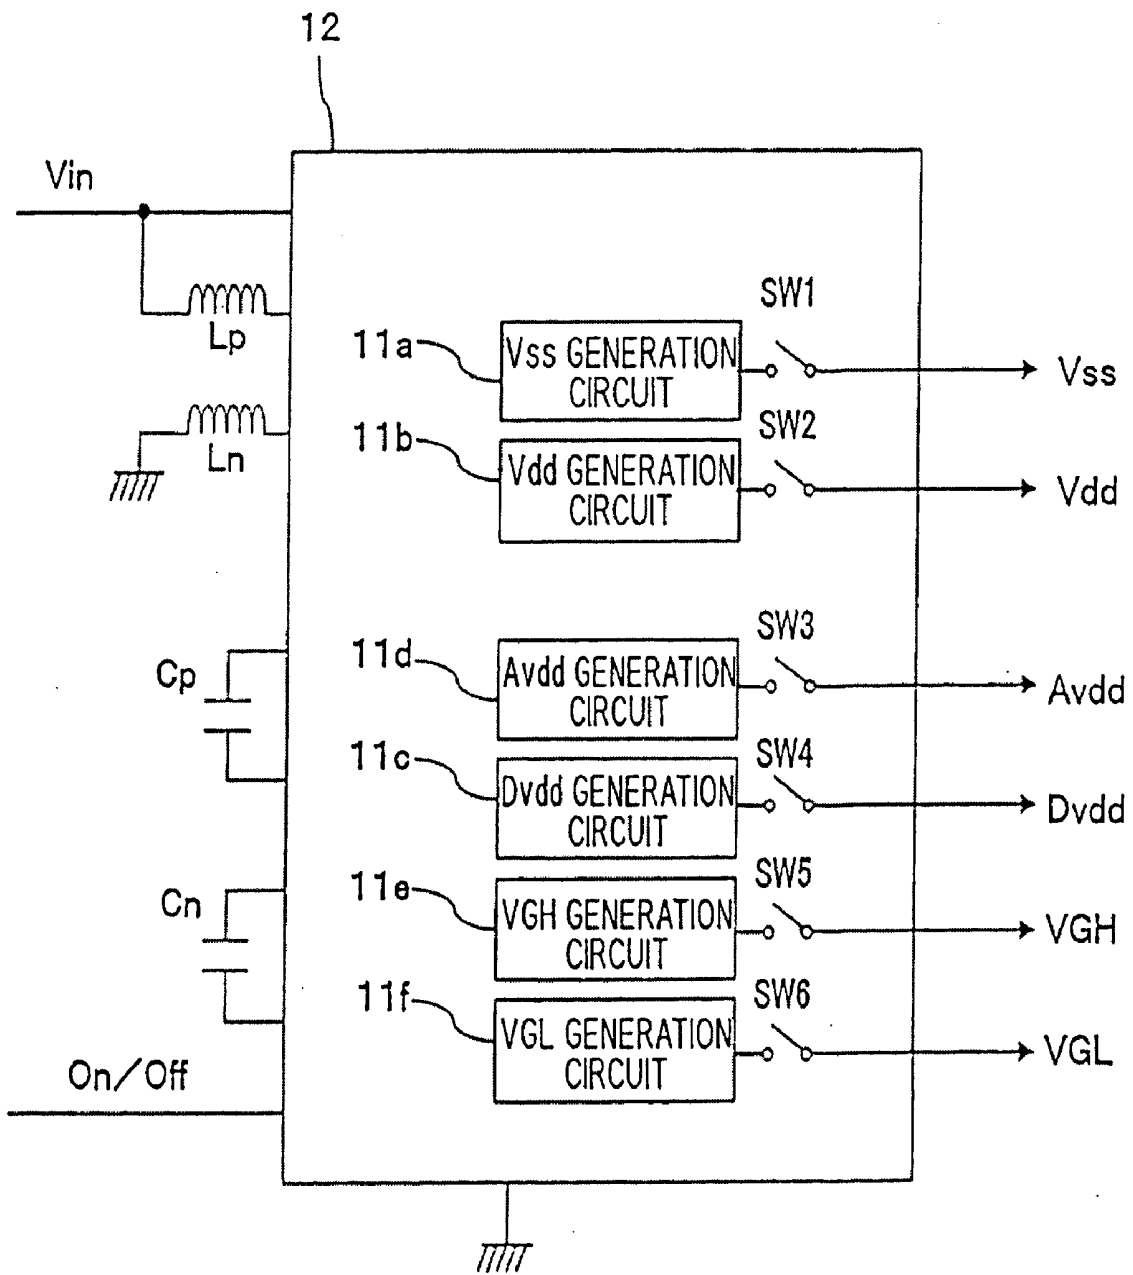 12
Vin
Lp
Ln
SW1
11a
Vss GENERATION
CIRCUIT
Vss
SW2
11b
Vdd GENERATION
CIRCUIT
Vdd
SW3
11d
Avdd GENERATION
CIRCUIT
Avdd
Cp
SW4
11c
Dvdd GENERATION
CIRCUIT
Dvdd
SW5
11e
VGH GENERATION
CIRCUIT
VGH
Cn
SW6
11f
VGL GENERATION
CIRCUIT
VGL
On/Off